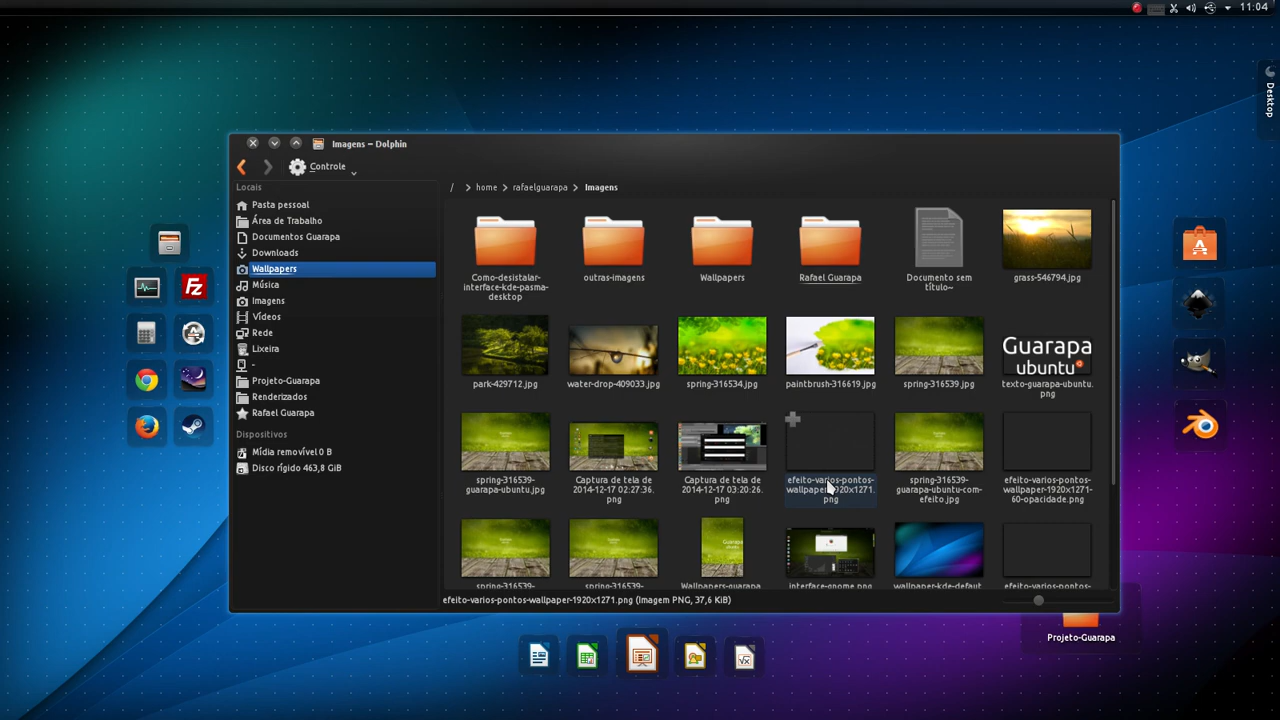 11:04
Desktop
Imagens – Dolphin
Controle
Locais
Pasta pessoal
Área de Trabalho
Documentos Guarapa
Downloads
Wallpapers
Música
Imagens
Vídeos
Rede
Lixeira
-
Projeto-Guarapa
Renderizados
Rafael Guarapa
Dispositivos
Mídia removível 0 B
Disco rígido 463,8 GiB
/ > home > rafaelguarapa > Imagens
Como-desistalar-
interface-kde-pasma-
desktop
outras-imagens
Wallpapers
Rafael Guarapa
Documento sem
título~
grass-546794.jpg
park-429712.jpg
water-drop-409033.jpg
spring-316534.jpg
paintbrush-316619.jpg
spring-316539.jpg
Guarapa
ubuntu
texto-guarapa-ubuntu.
png
spring-316539-
guarapa-ubuntu.jpg
Captura de tela de
2014-12-17 02:27:36.
png
Captura de tela de
2014-12-17 03:20:26.
png
efeito-varios-pontos-
wallpaper-1920x1271.
png
spring-316539-
guarapa-ubuntu-com-
efeito.jpg
efeito-varios-pontos-
wallpaper-1920x1271-
60-opacidade.png
spring-316539-
spring-316539-
Guarapa
Wallpapers-guarapa
interface-gnome.png
wallpaper-kde-defaut
efeito-varios-pontos-
efeito-varios-pontos-wallpaper-1920x1271.png (Imagem PNG, 37,6 KiB)
Projeto-Guarapa